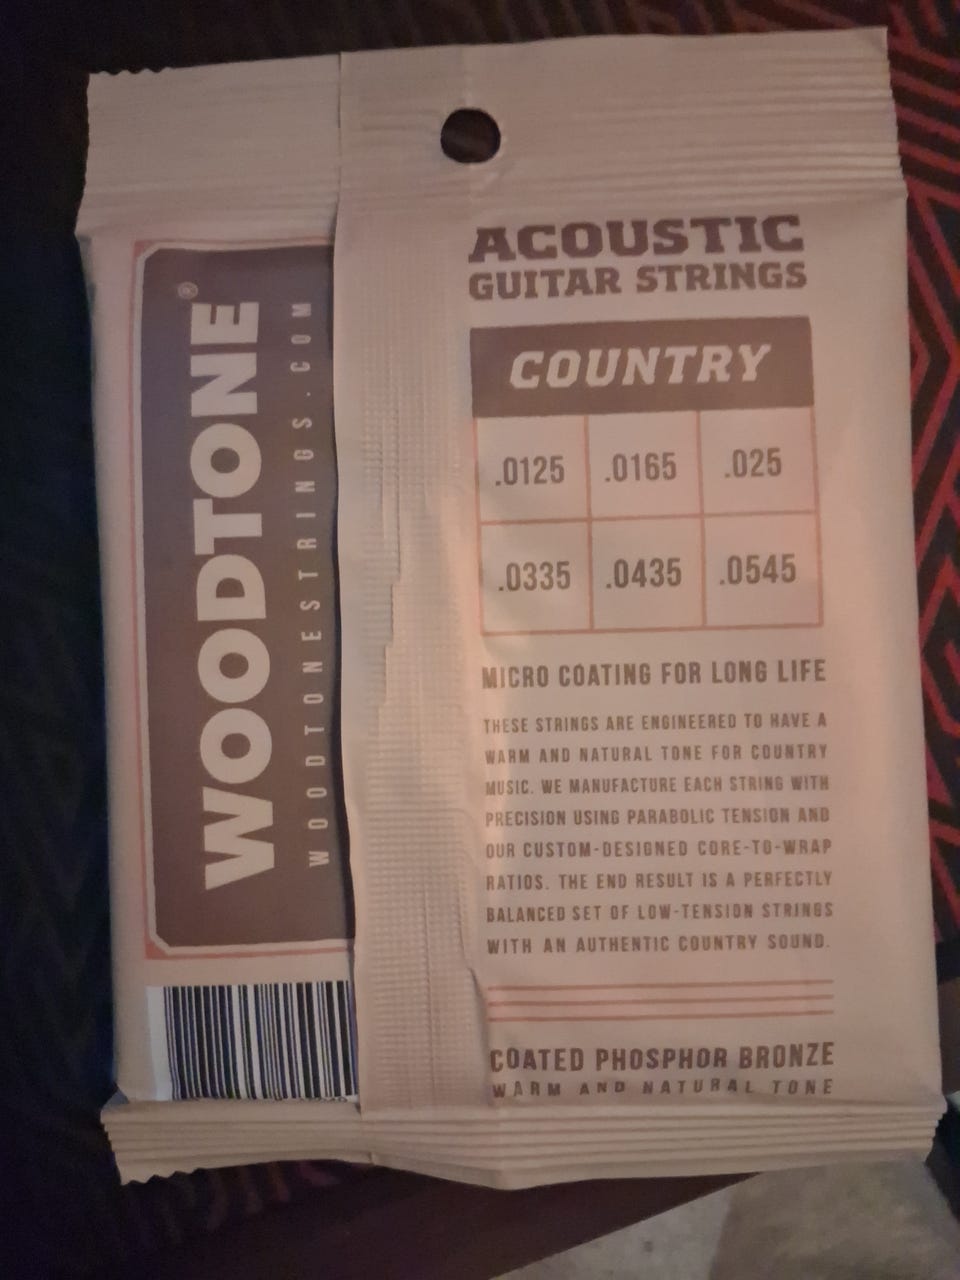 WOODTONE®
WOODTONESTRINGS.COM
ACOUSTIC
GUITAR STRINGS
COUNTRY
.0125 .0165 .025
.0335 .0435 .0545
MICRO COATING FOR LONG LIFE
THESE STRINGS ARE ENGINEERED TO HAVE A
WARM AND NATURAL TONE FOR COUNTRY
MUSIC. WE MANUFACTURE EACH STRING WITH
PRECISION USING PARABOLIC TENSION AND
OUR CUSTOM-DESIGNED CORE-TO-WRAP
RATIOS. THE END RESULT IS A PERFECTLY
BALANCED SET OF LOW-TENSION STRINGS
WITH AN AUTHENTIC COUNTRY SOUND.
COATED PHOSPHOR BRONZE
WARM AND NATURAL TONE